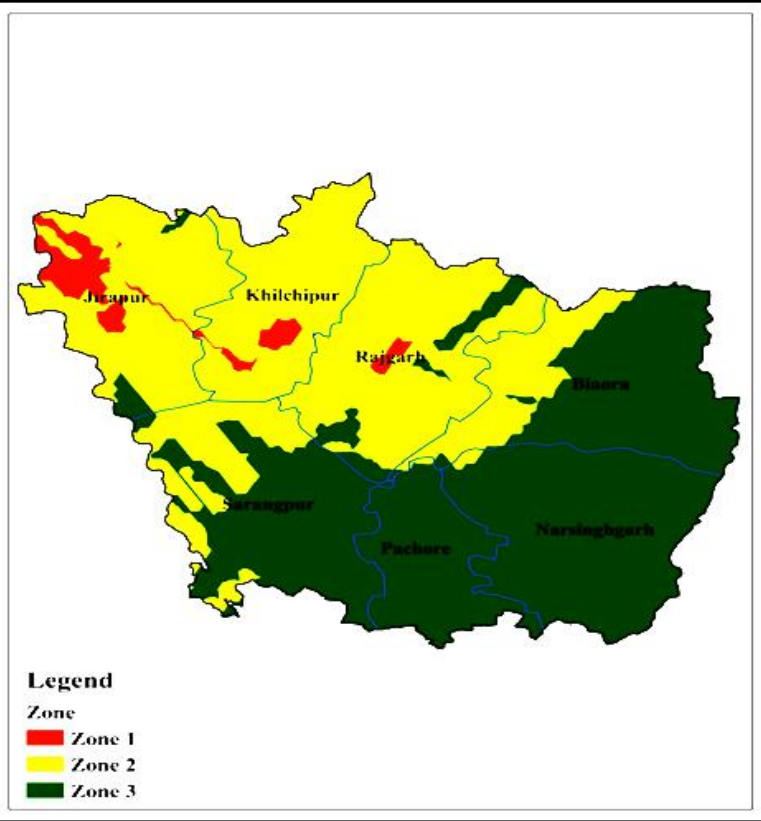 Jirapur
Khilchipur
Rajgarh
Biaora
Sarangpur
Narsinghgarh
Pachore
Legend
Zone
Zone 1
Zone 2
Zone 3